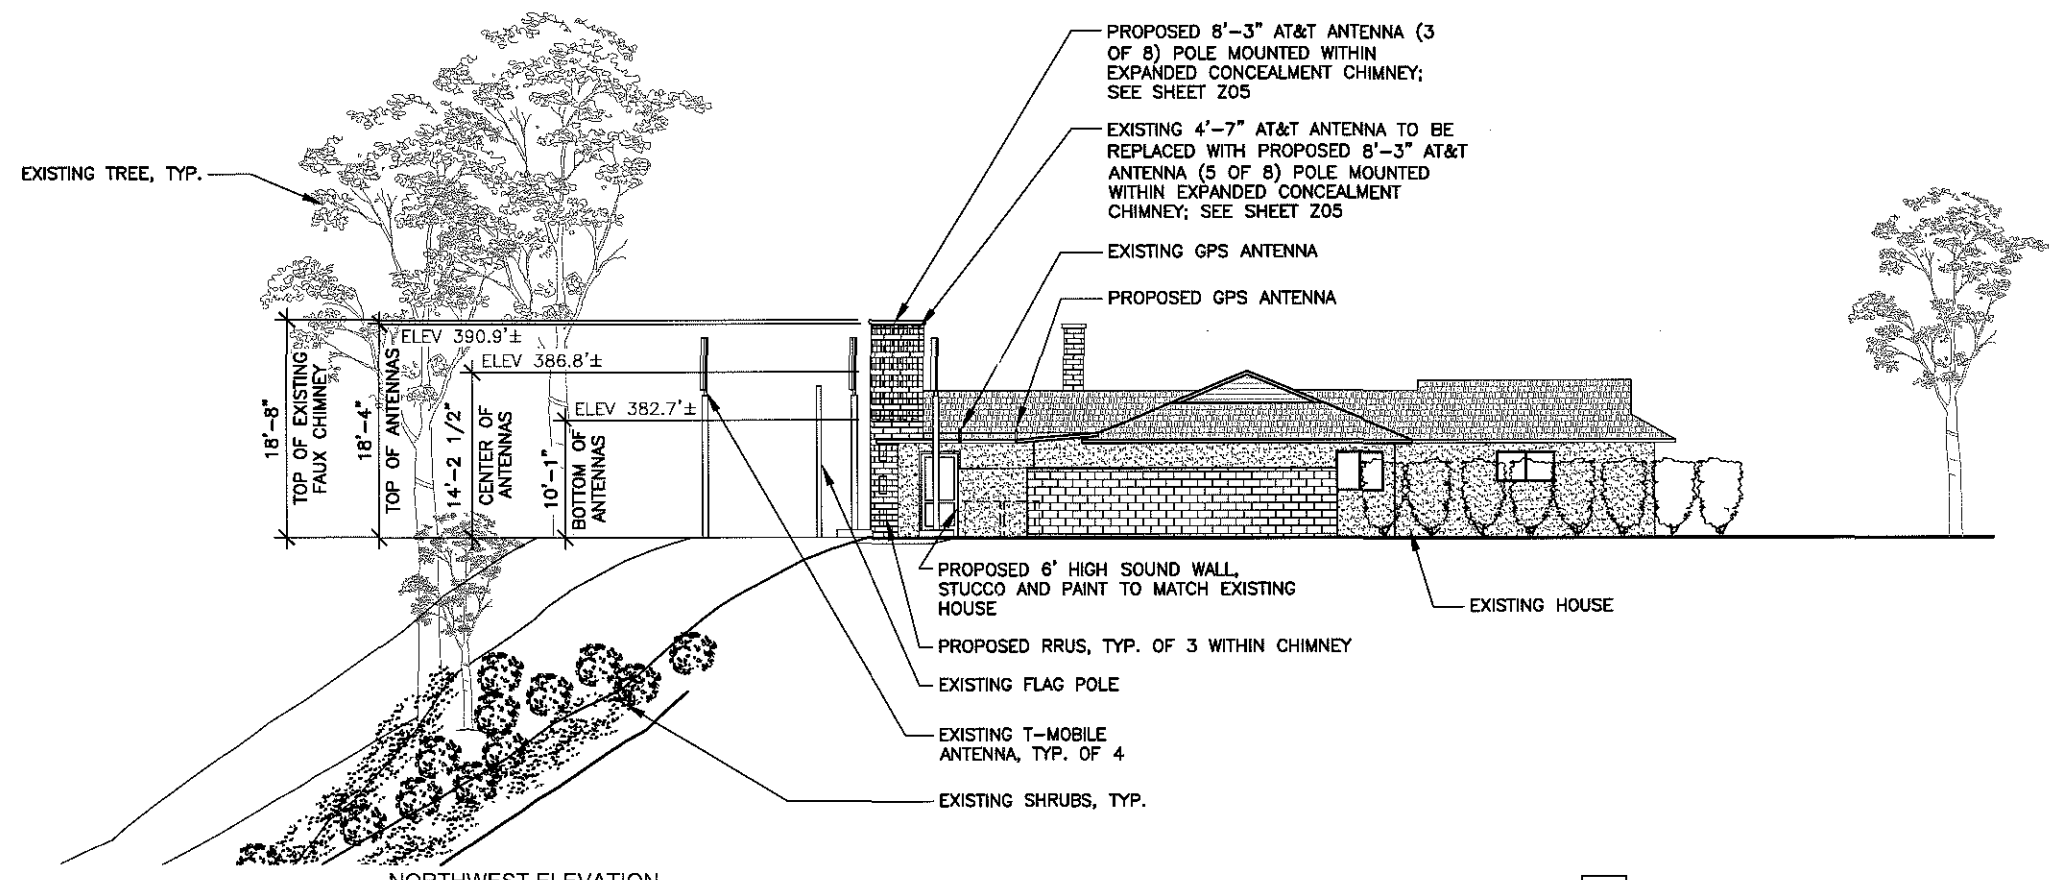 PROPOSED 8'-3" AT&T ANTENNA (3
OF 8) POLE MOUNTED WITHIN
EXPANDED CONCEALMENT CHIMNEY;
SEE SHEET Z05
EXISTING 4'-7" AT&T ANTENNA TO BE
REPLACED WITH PROPOSED 8'-3" AT&T
ANTENNA (5 OF 8) POLE MOUNTED
WITHIN EXPANDED CONCEALMENT
CHIMNEY; SEE SHEET Z05
EXISTING TREE, TYP.
EXISTING GPS ANTENNA
PROPOSED GPS ANTENNA
ELEV 390.9'±
ELEV 386.8'±
ELEV 382.7'±
18'-8"
TOP OF EXISTING
FAUX CHIMNEY
18'-4"
TOP OF ANTENNAS
14'-2 1/2"
CENTER OF
ANTENNAS
10'-1"
BOTTOM OF
ANTENNAS
PROPOSED 6' HIGH SOUND WALL,
STUCCO AND PAINT TO MATCH EXISTING
HOUSE
EXISTING HOUSE
PROPOSED RRUS, TYP. OF 3 WITHIN CHIMNEY
EXISTING FLAG POLE
EXISTING T-MOBILE
ANTENNA, TYP. OF 4
EXISTING SHRUBS, TYP.
NORTHWEST ELEVATION